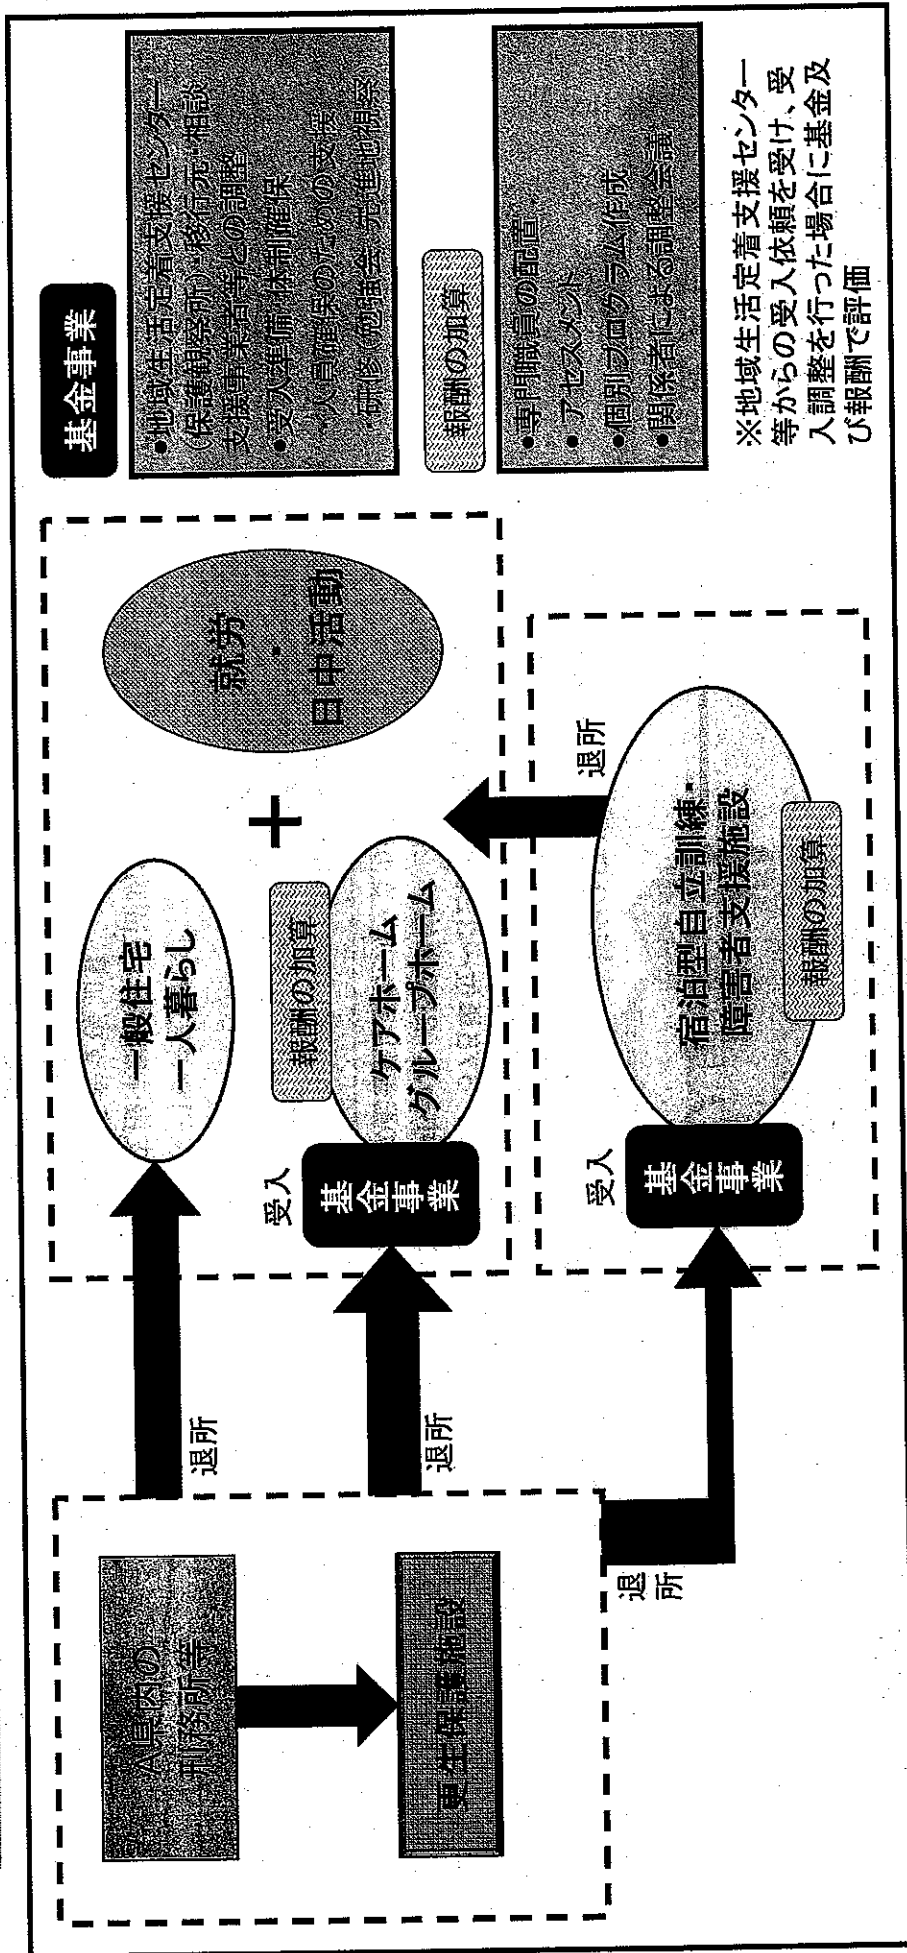 A県内の
刑務所等
更生保護施設
退所
退所
退
所
一般住宅
一人暮らし
受入
基金
事業
報酬の加算
ケアホーム
グループホーム
+
就労
・
日中活動
受入
基金
事業
宿泊型自立訓練・
障害者支援施設
報酬の加算
退所
基金事業
●地域生活定着支援センター
(保護観察所)・移行先・相談
支援事業者等との調整
●受入準備・体制確保
~人員確保のための支援
研修(勉強会・先進地視察)
報酬の加算
●専門職員の配置
●アセスメント
●個別プログラム作成
●関係者による調整会議
※地域生活定着支援センター
等からの受入依頼を受け、受
入調整を行った場合に基金及
び報酬で評価